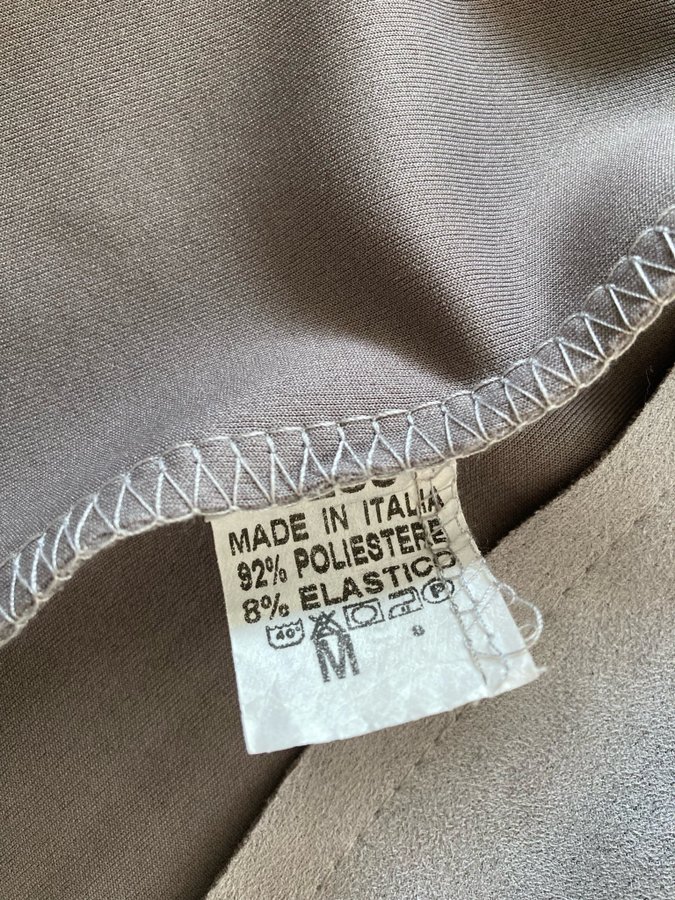 MADE IN ITALIA
92% POLIESTERE
8% ELASTICO
40° P
M